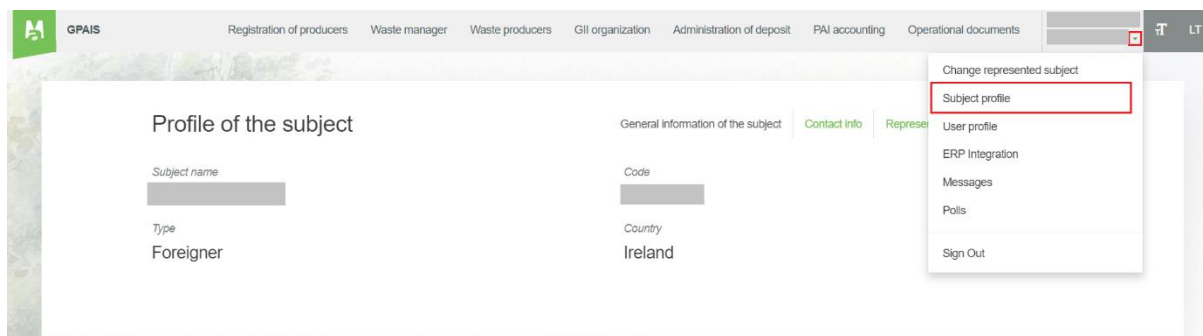 GPAIS Registration of producers Waste manager Waste producers GII organization Administration of deposit PAI accounting Operational documents TT LT
Change represented subject
Subject profile
User profile
ERP Integration
Messages
Polls
Sign Out
Profile of the subject
General information of the subject Contact info
Subject name Code
Type Country
Foreigner Ireland